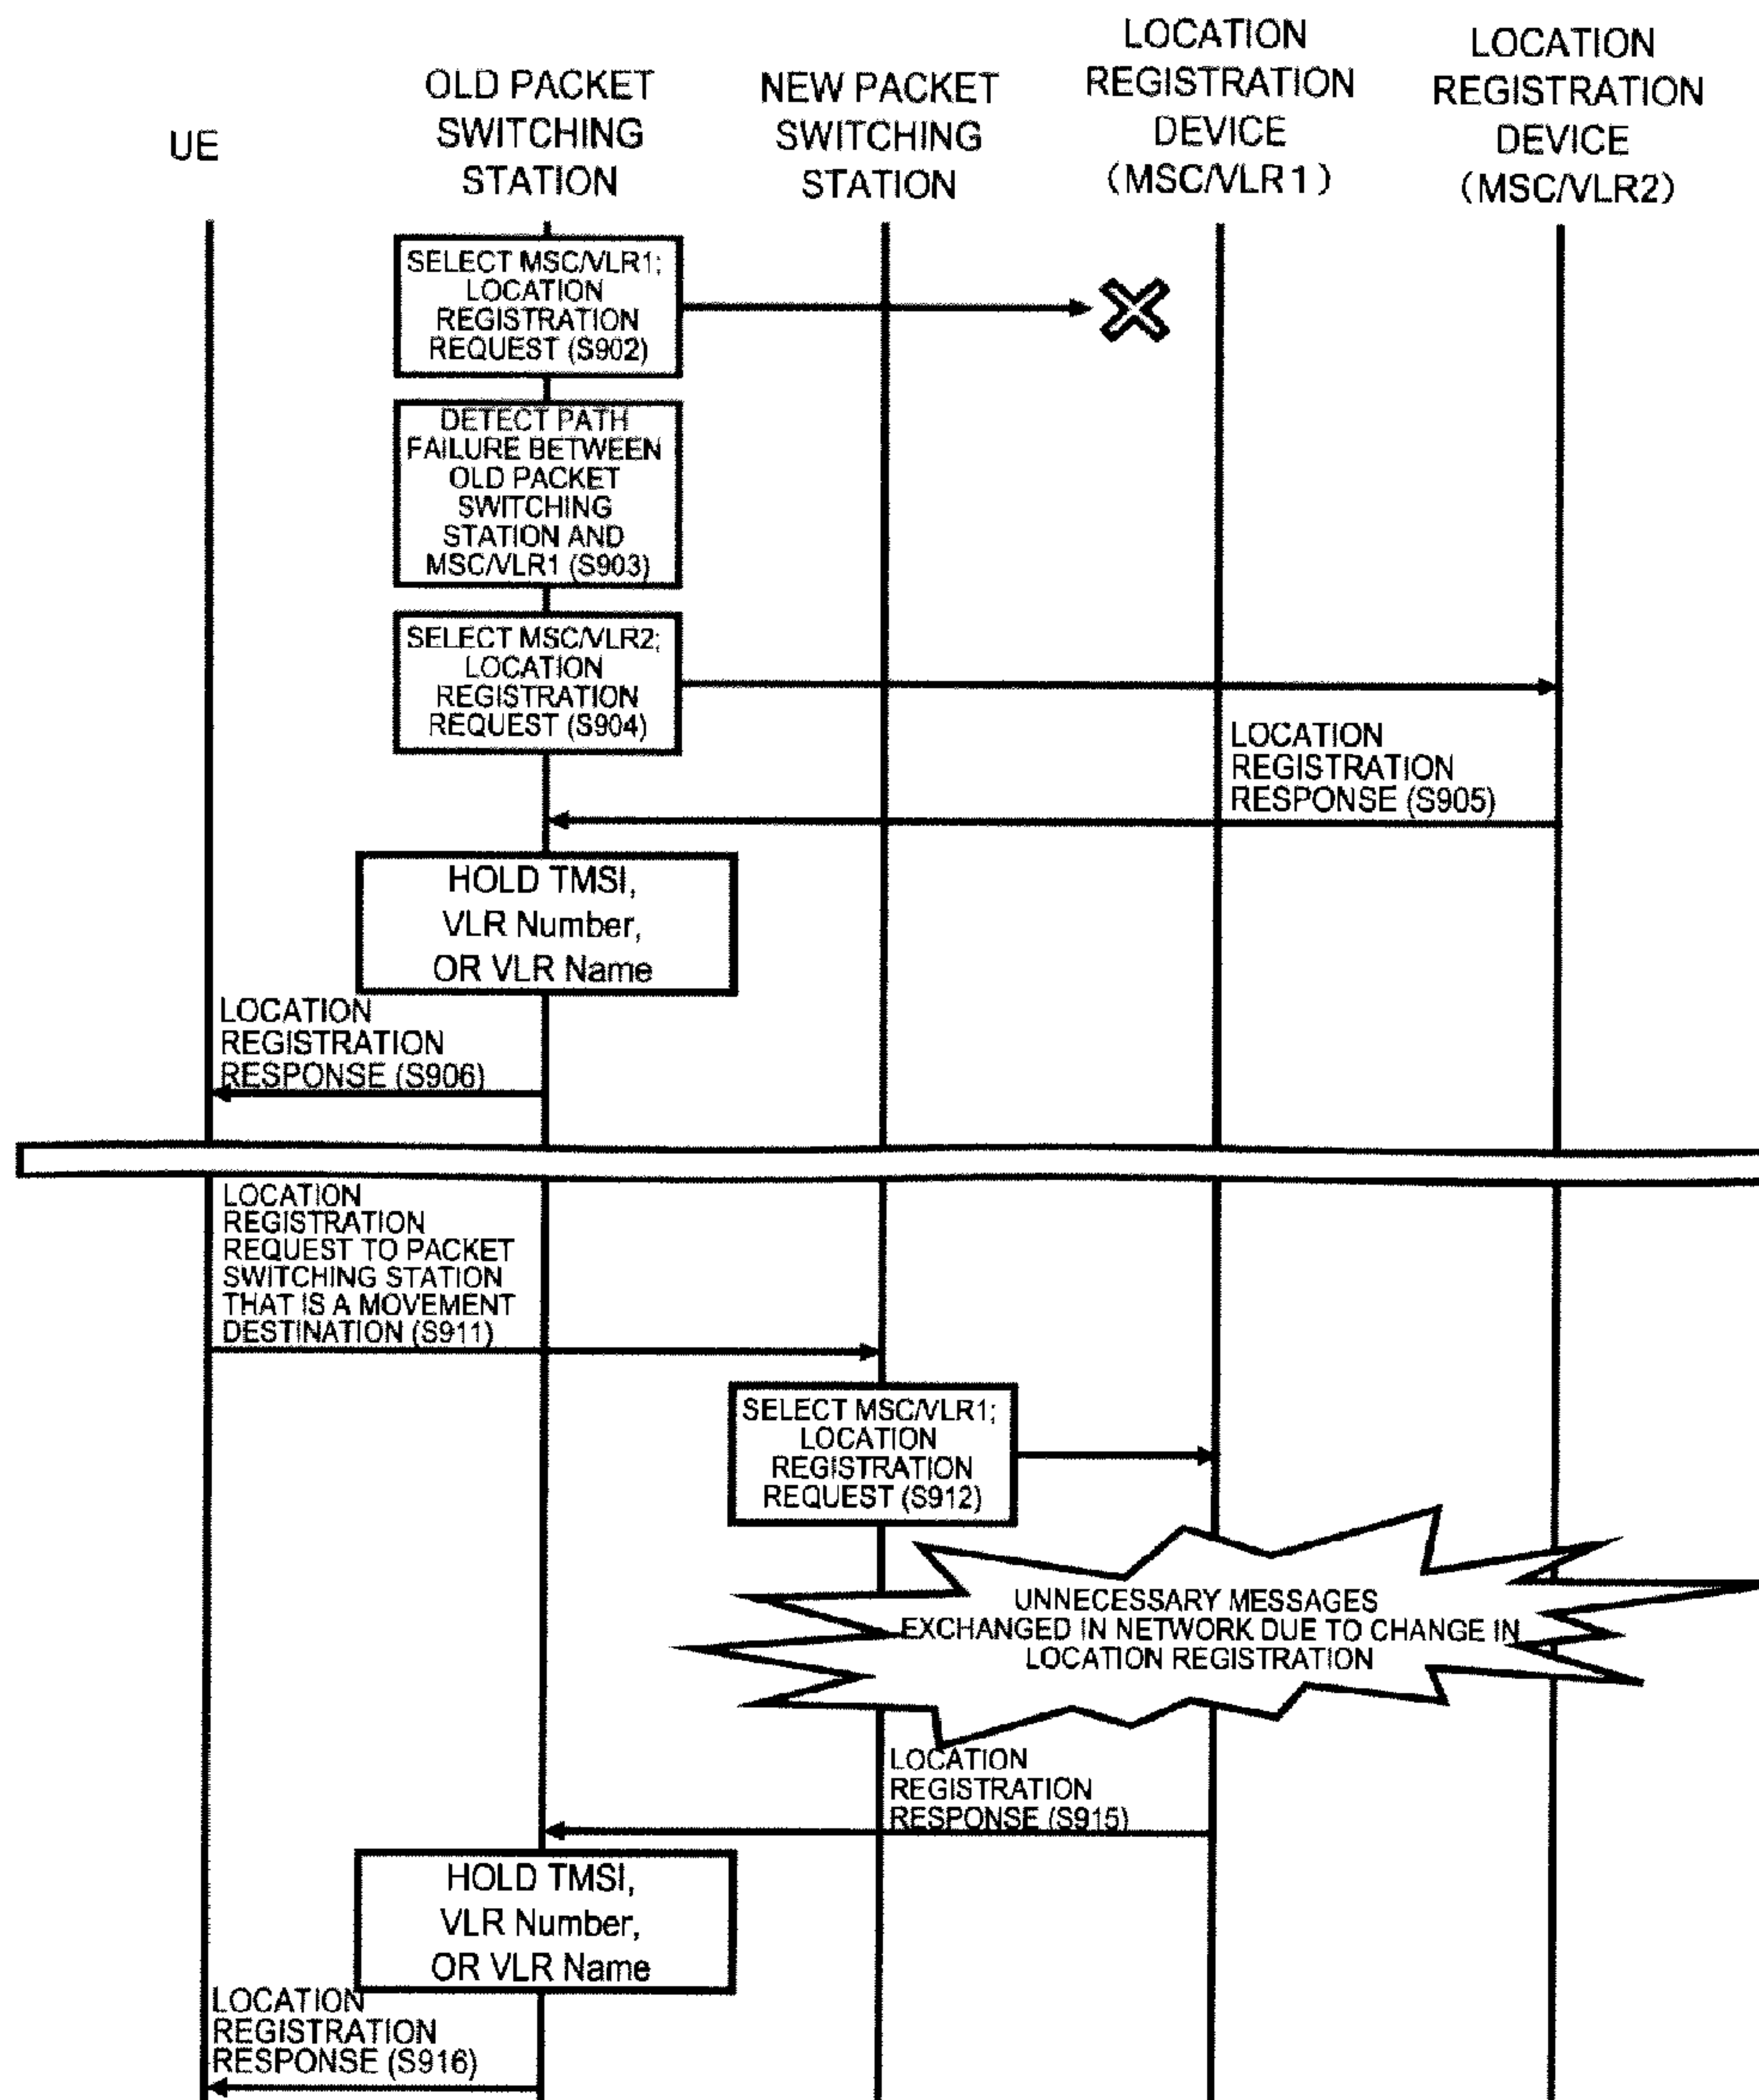 UE
OLD PACKET
SWITCHING
STATION
NEW PACKET
SWITCHING
STATION
LOCATION
REGISTRATION
DEVICE
(MSC/VLR1)
LOCATION
REGISTRATION
DEVICE
(MSC/VLR2)
SELECT MSC/VLR1;
LOCATION
REGISTRATION
REQUEST (S902)
DETECT PATH
FAILURE BETWEEN
OLD PACKET
SWITCHING
STATION AND
MSC/VLR1 (S903)
SELECT MSC/VLR2;
LOCATION
REGISTRATION
REQUEST (S904)
LOCATION
REGISTRATION
RESPONSE (S905)
HOLD TMSI,
VLR Number,
OR VLR Name
LOCATION
REGISTRATION
RESPONSE (S906)
LOCATION
REGISTRATION
REQUEST TO PACKET
SWITCHING STATION
THAT IS A MOVEMENT
DESTINATION (S911)
SELECT MSC/VLR1;
LOCATION
REGISTRATION
REQUEST (S912)
UNNECESSARY MESSAGES
EXCHANGED IN NETWORK DUE TO CHANGE IN
LOCATION REGISTRATION
LOCATION
REGISTRATION
RESPONSE (S915)
HOLD TMSI,
VLR Number,
OR VLR Name
LOCATION
REGISTRATION
RESPONSE (S916)